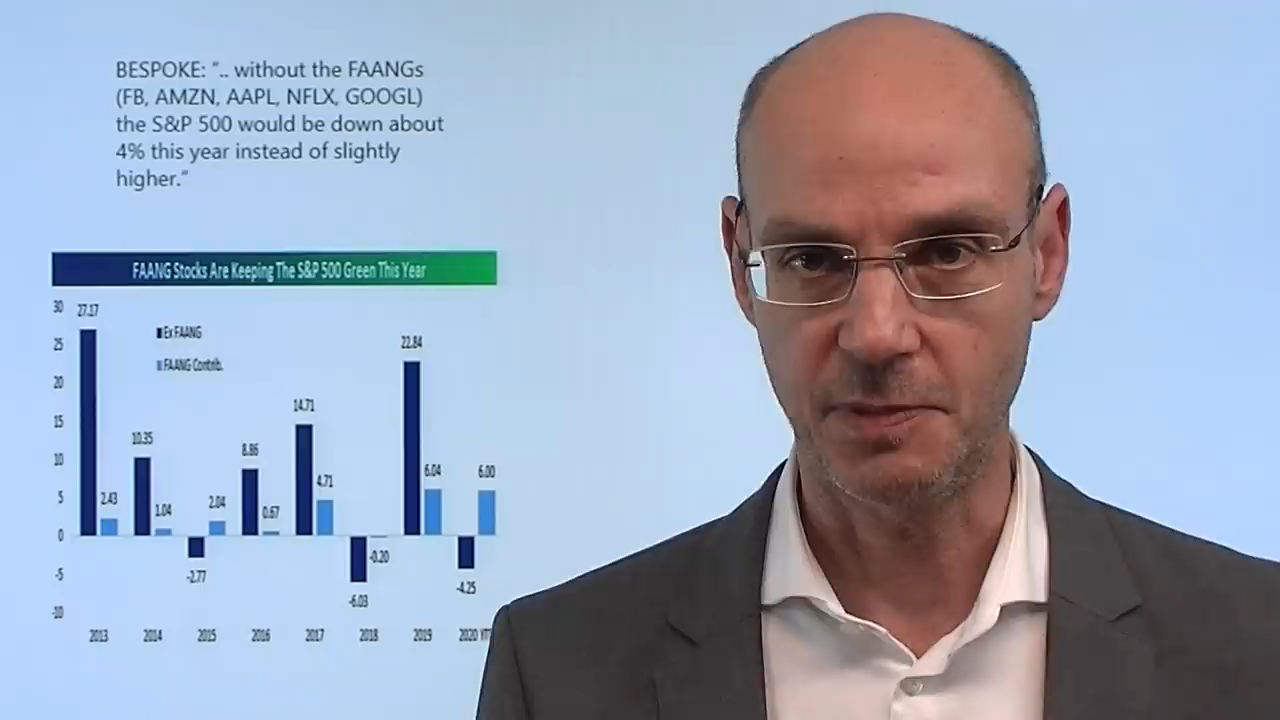 BESPOKE: “.. without the FAANGs
(FB, AMZN, AAPL, NFLX, GOOGL)
the S&P 500 would be down about
4% this year instead of slightly
higher.”
FAANG Stocks Are Keeping The S&P 500 Green This Year
30
25
20
15
10
5
0
-5
-10
Ex FAANG
FAANG Contrib.
27.17
2.43
10.35
1.04
-2.77
2.04
8.86
0.67
14.71
4.71
-6.03
-0.20
22.84
6.04
-4.25
6.00
2013 2014 2015 2016 2017 2018 2019 2020